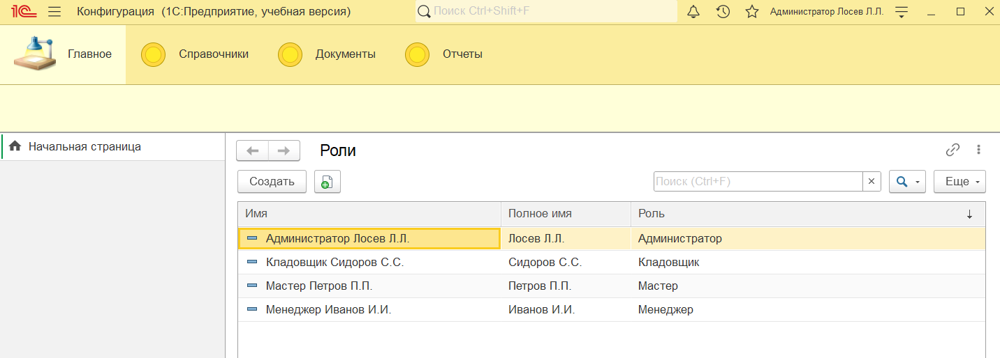 1С Конфигурация (1С:Предприятие, учебная версия) Поиск Ctrl+Shift+F Администратор Лосев Л.Л.
Главное Справочники Документы Отчеты
Начальная страница
Роли
Создать Поиск (Ctrl+F) × Еще
Имя Полное имя Роль ↓
Администратор Лосев Л.Л. Лосев Л.Л. Администратор
Кладовщик Сидоров С.С. Сидоров С.С. Кладовщик
Мастер Петров П.П. Петров П.П. Мастер
Менеджер Иванов И.И. Иванов И.И. Менеджер